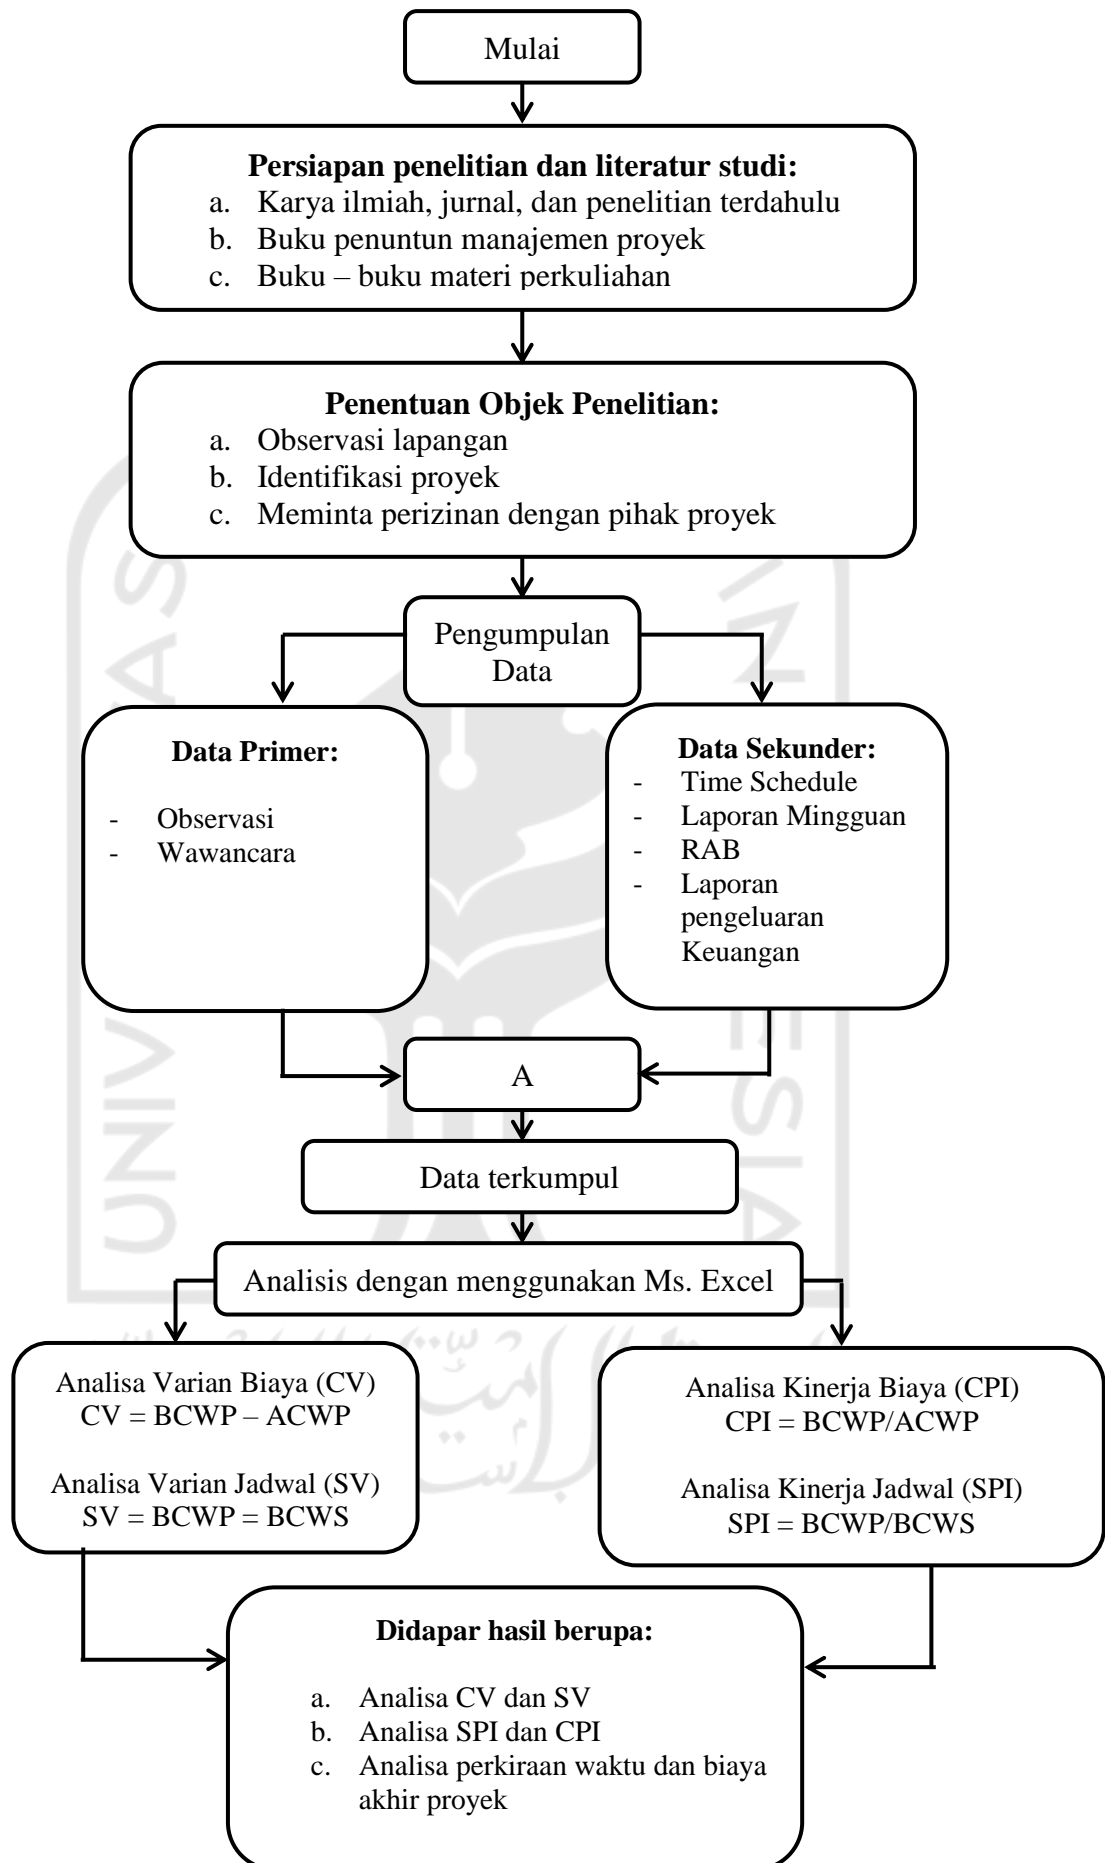 Mulai
Persiapan penelitian dan literatur studi:
a. Karya ilmiah, jurnal, dan penelitian terdahulu
b. Buku penuntun manajemen proyek
c. Buku – buku materi perkuliahan
Penentuan Objek Penelitian:
a. Observasi lapangan
b. Identifikasi proyek
c. Meminta perizinan dengan pihak proyek
Pengumpulan
Data
Data Primer:
- Observasi
- Wawancara
Data Sekunder:
- Time Schedule
- Laporan Mingguan
- RAB
- Laporan
pengeluaran
Keuangan
A
Data terkumpul
Analisis dengan menggunakan Ms. Excel
Analisa Varian Biaya (CV)
CV = BCWP – ACWP
Analisa Varian Jadwal (SV)
SV = BCWP = BCWS
Analisa Kinerja Biaya (CPI)
CPI = BCWP/ACWP
Analisa Kinerja Jadwal (SPI)
SPI = BCWP/BCWS
Didapar hasil berupa:
a. Analisa CV dan SV
b. Analisa SPI dan CPI
c. Analisa perkiraan waktu dan biaya
akhir proyek